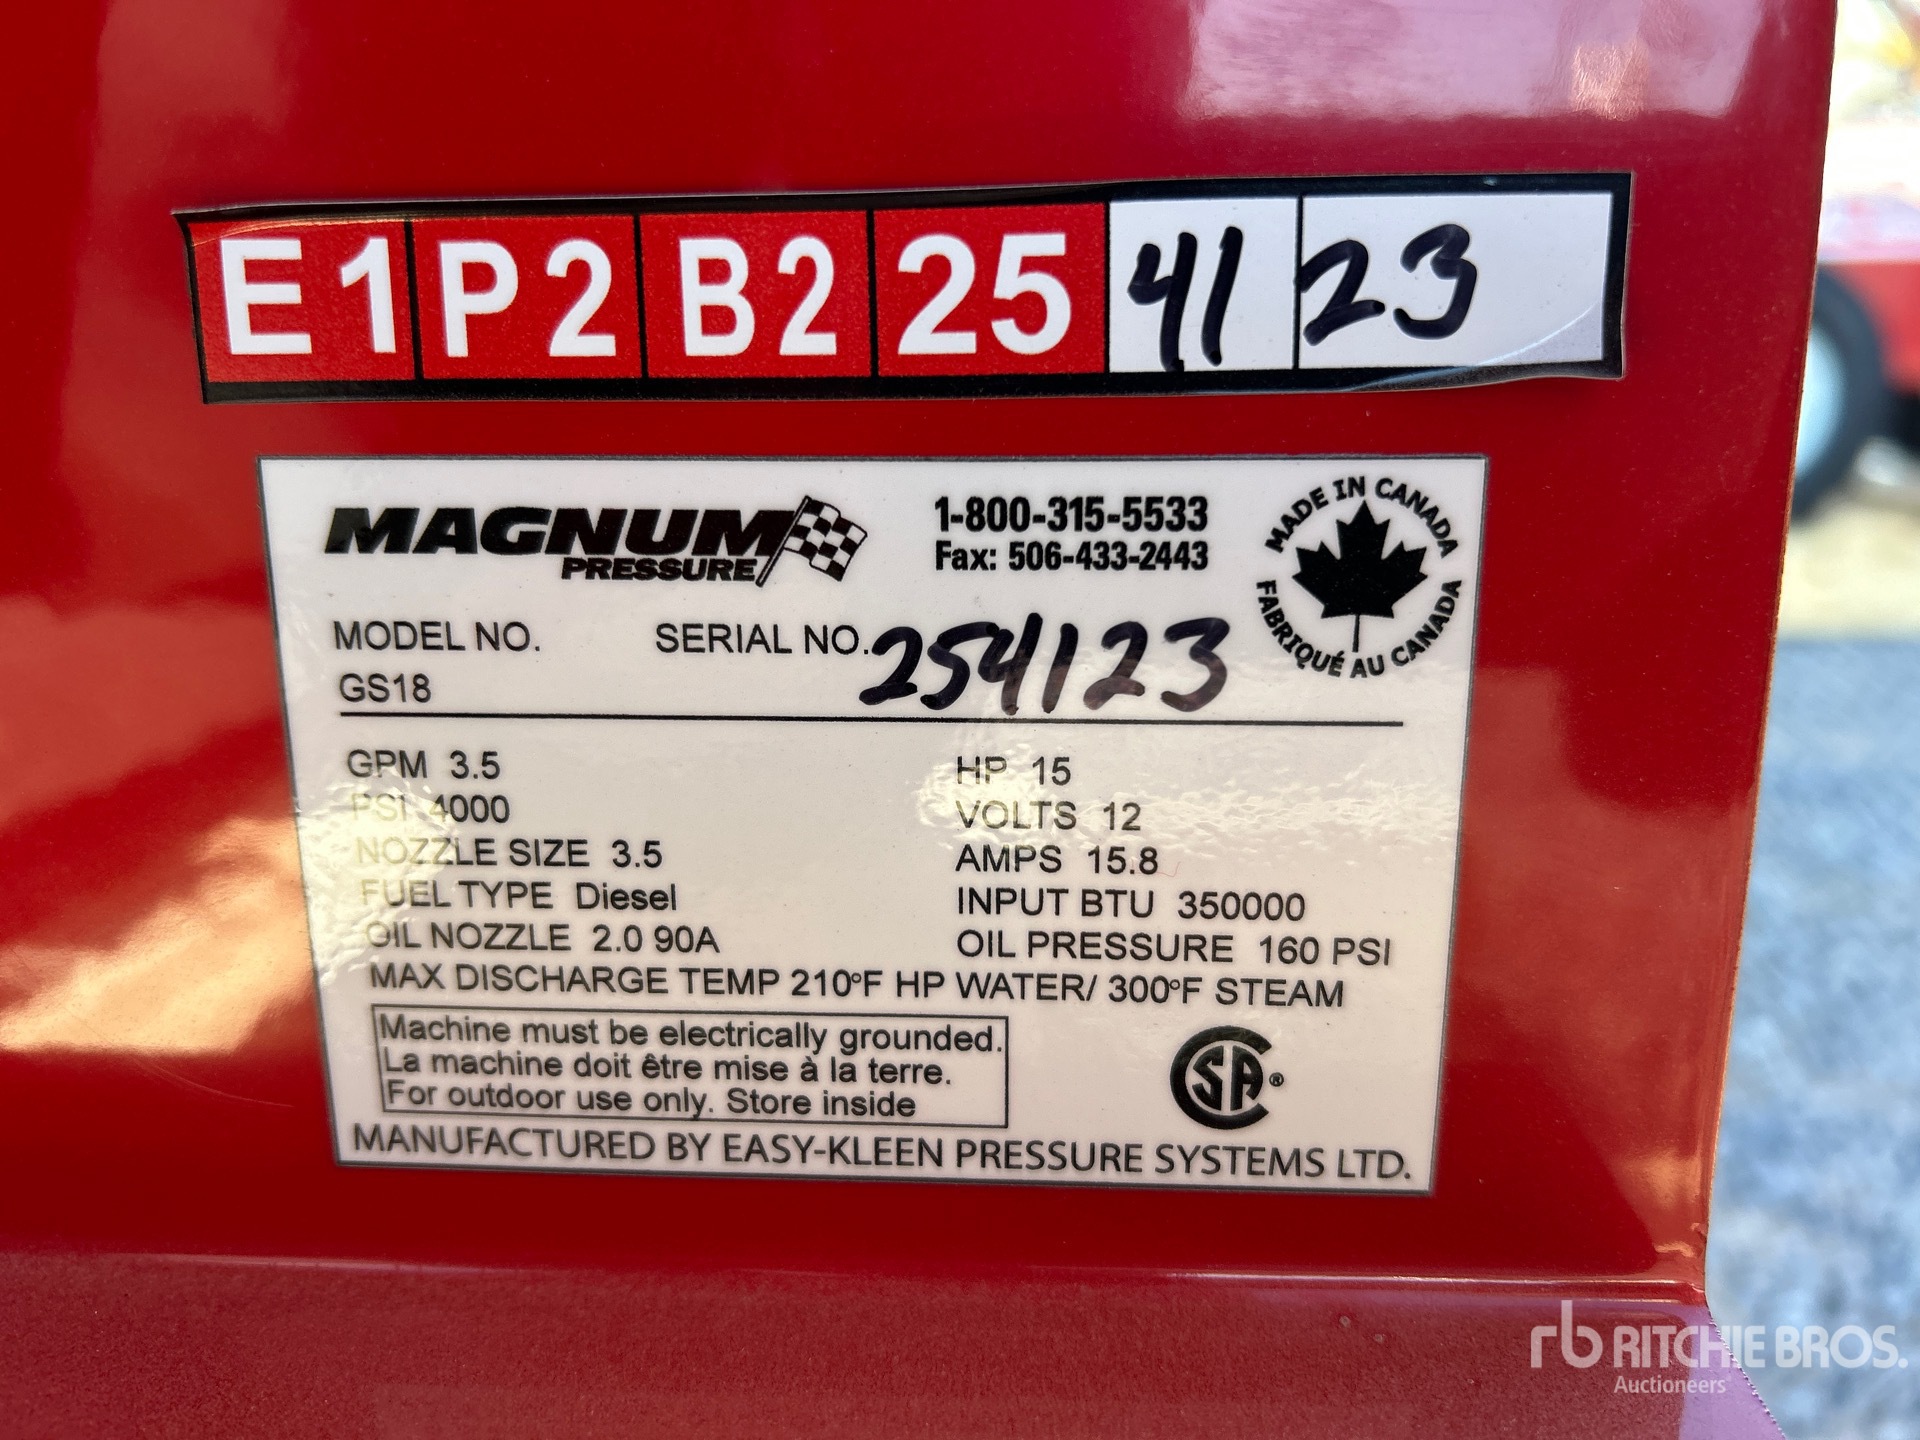 E1 P2 B2 25 41 23
MAGNUM
PRESSURE
1-800-315-5533
Fax: 506-433-2443
MADE IN CANADA
FABRIQUÉ AU CANADA
MODEL NO. SERIAL NO. 254123
GS18
GPM 3.5 HP 15
PSI 4000 VOLTS 12
NOZZLE SIZE 3.5 AMPS 15.8
FUEL TYPE Diesel INPUT BTU 350000
OIL NOZZLE 2.0 90A OIL PRESSURE 160 PSI
MAX DISCHARGE TEMP 210°F HP WATER/ 300°F STEAM
Machine must be electrically grounded.
La machine doit être mise à la terre.
For outdoor use only. Store inside
CSA®
MANUFACTURED BY EASY-KLEEN PRESSURE SYSTEMS LTD.
rb RITCHIE BROS.
Auctioneers